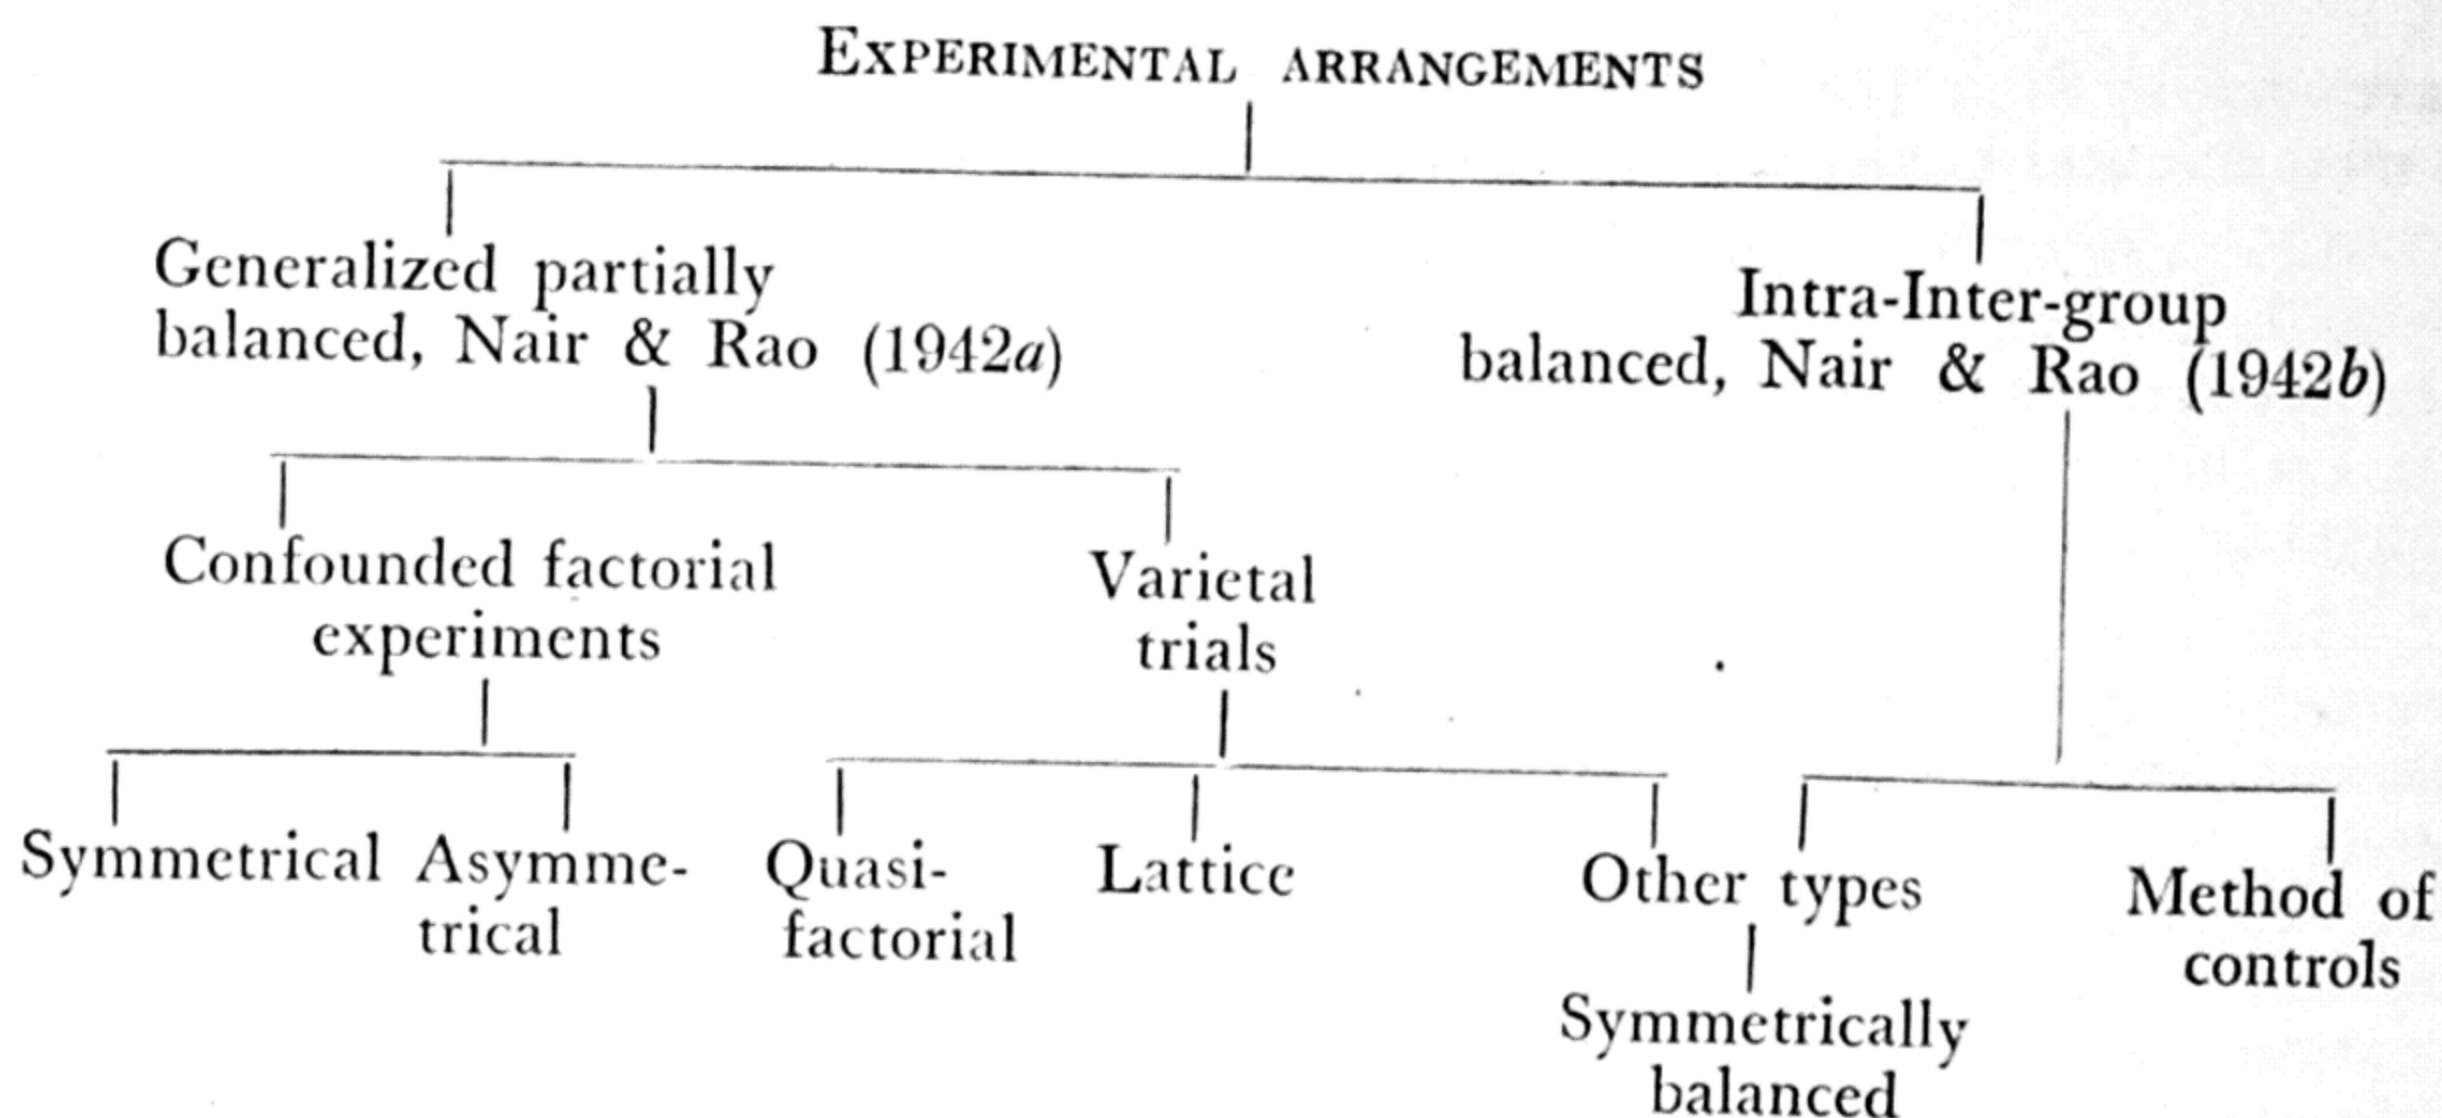 EXPERIMENTAL ARRANGEMENTS
Generalized partially
balanced, Nair & Rao (1942a)
Intra-Inter-group
balanced, Nair & Rao (1942b)
Confounded factorial
experiments
Varietal
trials
Symmetrical
Asymme-
trical
Quasi-
factorial
Lattice
Other types
Method of
controls
Symmetrically
balanced